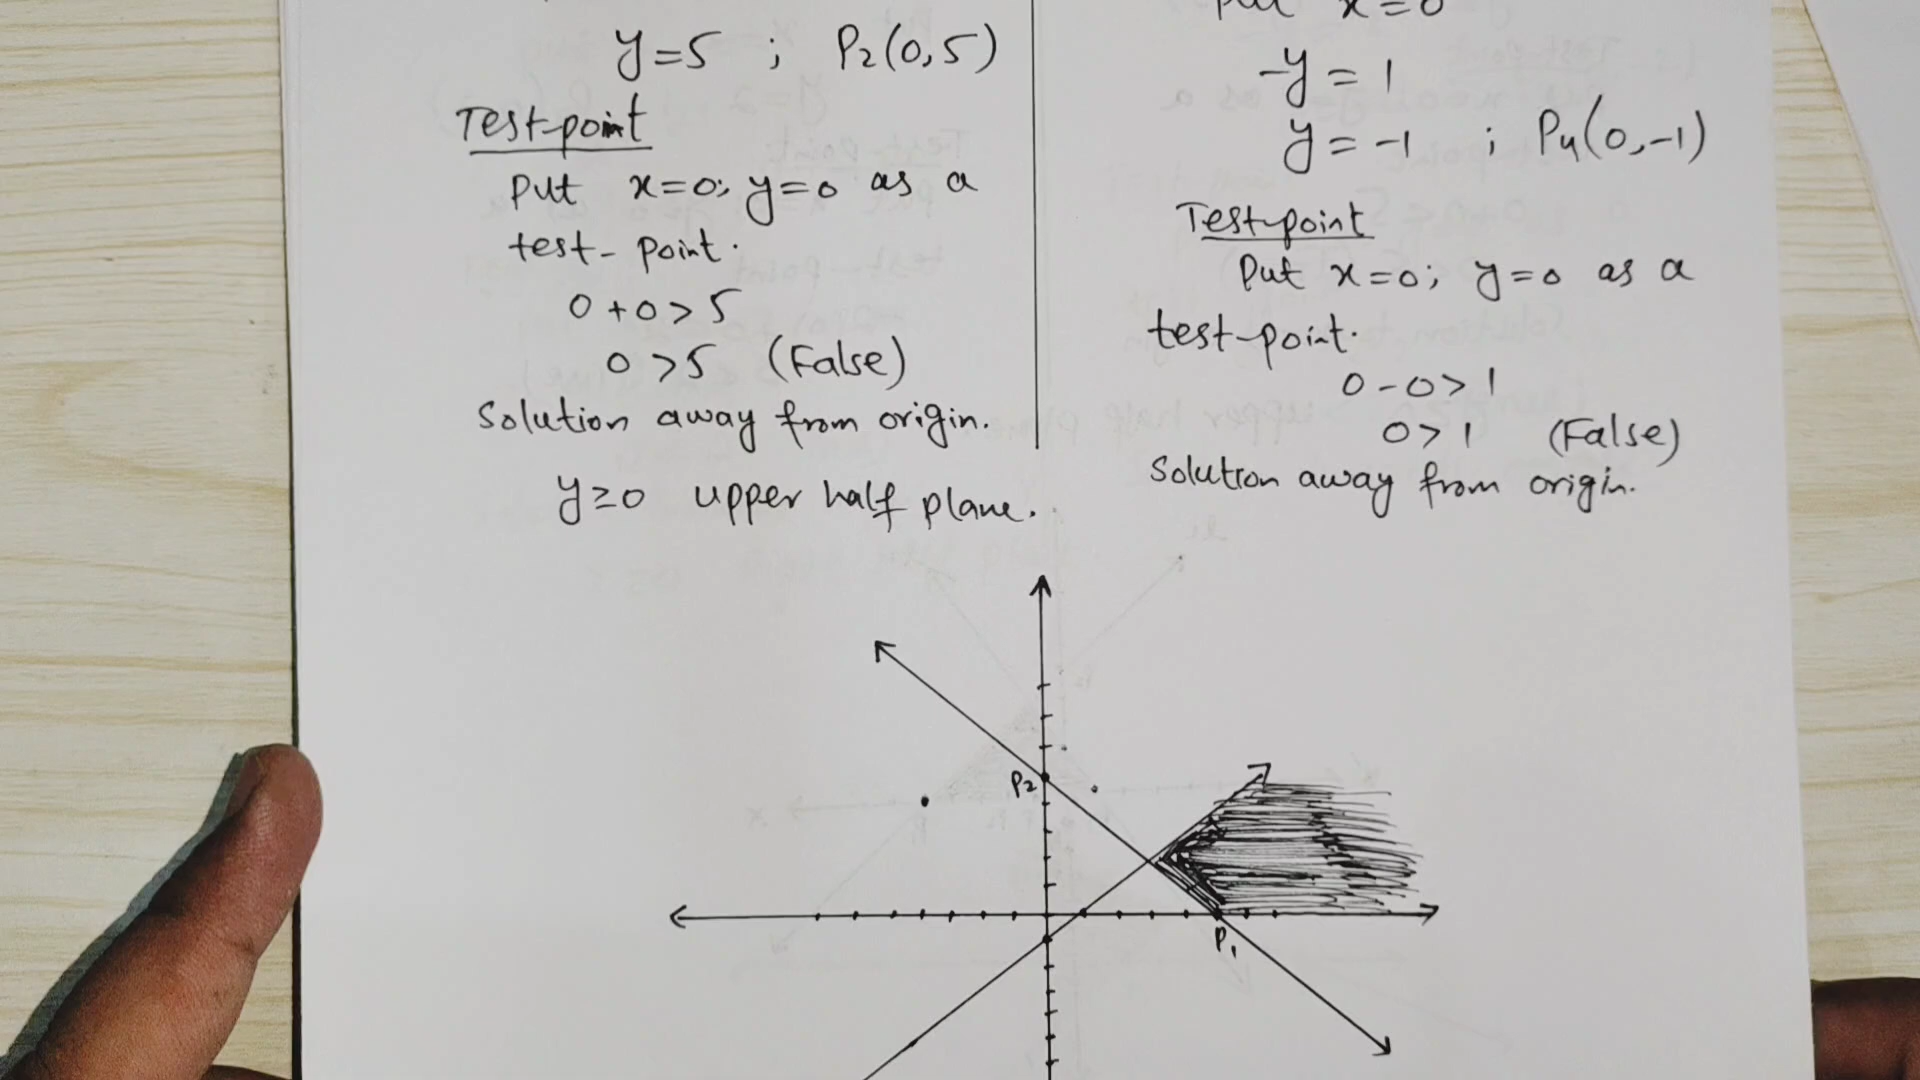 y=5 ; P2(0,5)
Test-point
Put x=0; y=0 as a
test-point.
0+0>5
0>5 (False)
Solution away from origin.
y≥0 upper half plane.
Put x=0
-y=1
y=-1 ; P4(0,-1)
Test-point
Put x=0; y=0 as a
test-point.
0-0>1
0>1 (False)
Solution away from origin.
P2
P1